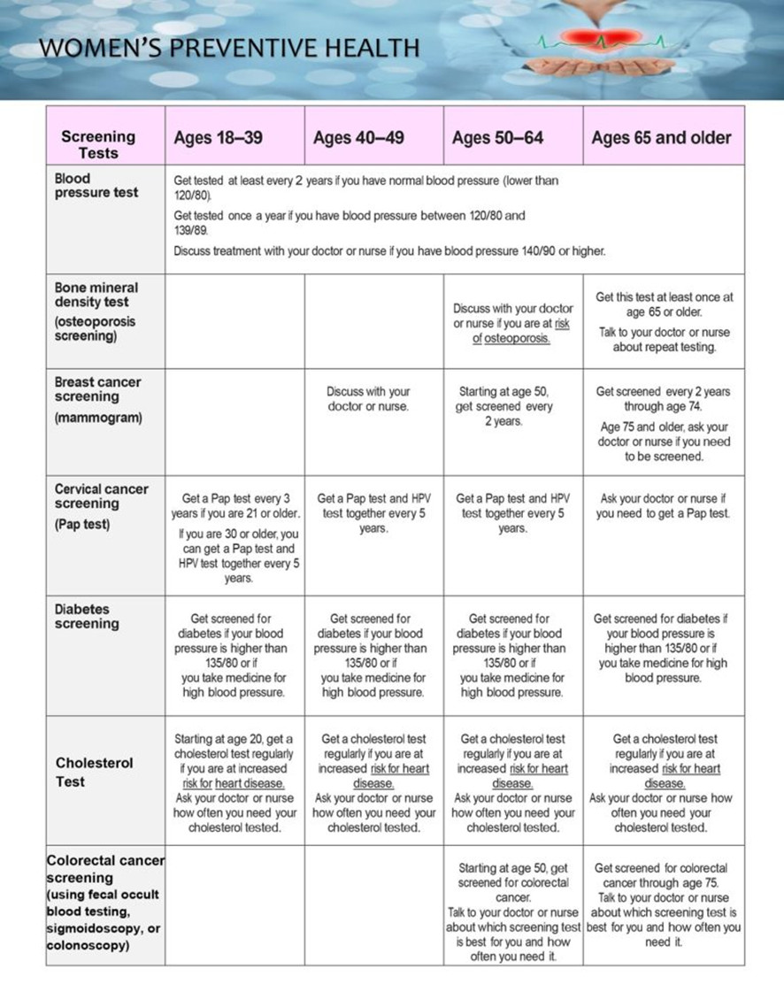 WOMEN'S PREVENTIVE HEALTH
Screening
Tests
Ages 18–39
Ages 40–49
Ages 50–64
Ages 65 and older
Blood
pressure test
Get tested at least every 2 years if you have normal blood pressure (lower than
120/80).
Get tested once a year if you have blood pressure between 120/80 and
139/89.
Discuss treatment with your doctor or nurse if you have blood pressure 140/90 or higher.
Bone mineral
density test
(osteoporosis
screening)
Discuss with your doctor
or nurse if you are at risk
of osteoporosis.
Get this test at least once at
age 65 or older.
Talk to your doctor or nurse
about repeat testing.
Breast cancer
screening
(mammogram)
Discuss with your
doctor or nurse.
Starting at age 50,
get screened every
2 years.
Get screened every 2 years
through age 74.
Age 75 and older, ask your
doctor or nurse if you need
to be screened.
Cervical cancer
screening
(Pap test)
Get a Pap test every 3
years if you are 21 or older.
If you are 30 or older, you
can get a Pap test and
HPV test together every 5
years.
Get a Pap test and HPV
test together every 5
years.
Get a Pap test and HPV
test together every 5
years.
Ask your doctor or nurse if
you need to get a Pap test.
Diabetes
screening
Get screened for
diabetes if your blood
pressure is higher than
135/80 or if
you take medicine for
high blood pressure.
Get screened for
diabetes if your blood
pressure is higher than
135/80 or if
you take medicine for
high blood pressure.
Get screened for
diabetes if your blood
pressure is higher than
135/80 or if
you take medicine for
high blood pressure.
Get screened for diabetes if
your blood pressure is
higher than 135/80 or if
you take medicine for high
blood pressure.
Cholesterol
Test
Starting at age 20, get a
cholesterol test regularly
if you are at increased
risk for heart disease.
Ask your doctor or nurse
how often you need your
cholesterol tested.
Get a cholesterol test
regularly if you are at
increased risk for heart
disease.
Ask your doctor or nurse
how often you need your
cholesterol tested.
Get a cholesterol test
regularly if you are at
increased risk for heart
disease.
Ask your doctor or nurse
how often you need your
cholesterol tested.
Get a cholesterol test
regularly if you are at
increased risk for heart
disease.
Ask your doctor or nurse how
often you need your
cholesterol tested.
Colorectal cancer
screening
(using fecal occult
blood testing,
sigmoidoscopy, or
colonoscopy)
Starting at age 50, get
screened for colorectal
cancer.
Talk to your doctor or nurse
about which screening test
is best for you and how
often you need it.
Get screened for colorectal
cancer through age 75.
Talk to your doctor or nurse
about which screening test is
best for you and how often you
need it.